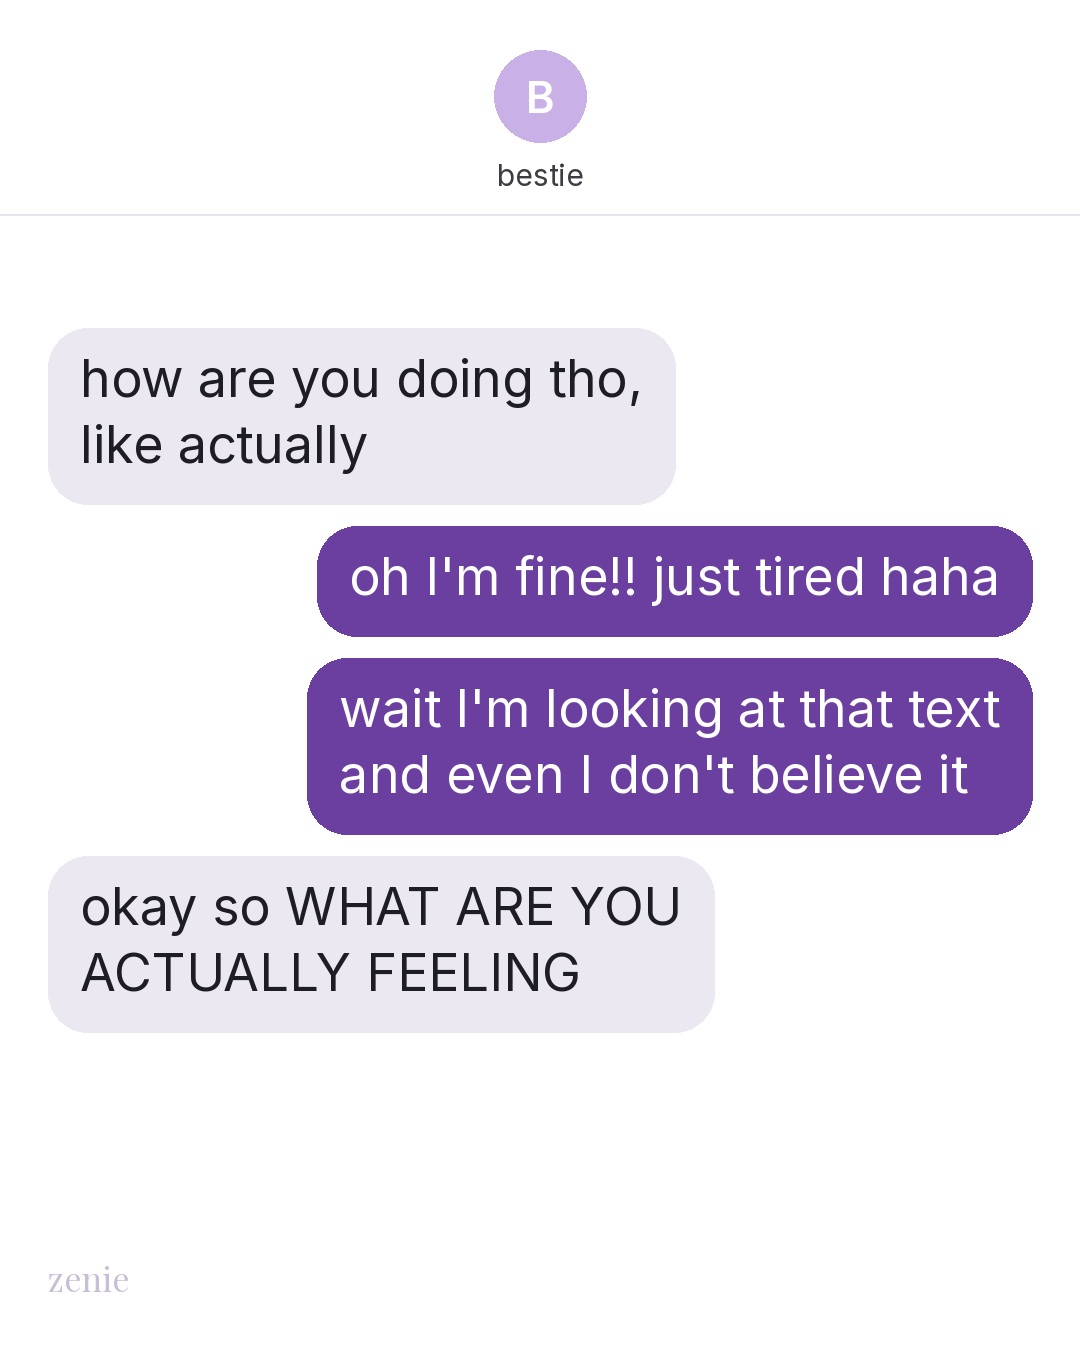 B
bestie
how are you doing tho,
like actually
oh I'm fine!! just tired haha
wait I'm looking at that text
and even I don't believe it
okay so WHAT ARE YOU
ACTUALLY FEELING
zenie